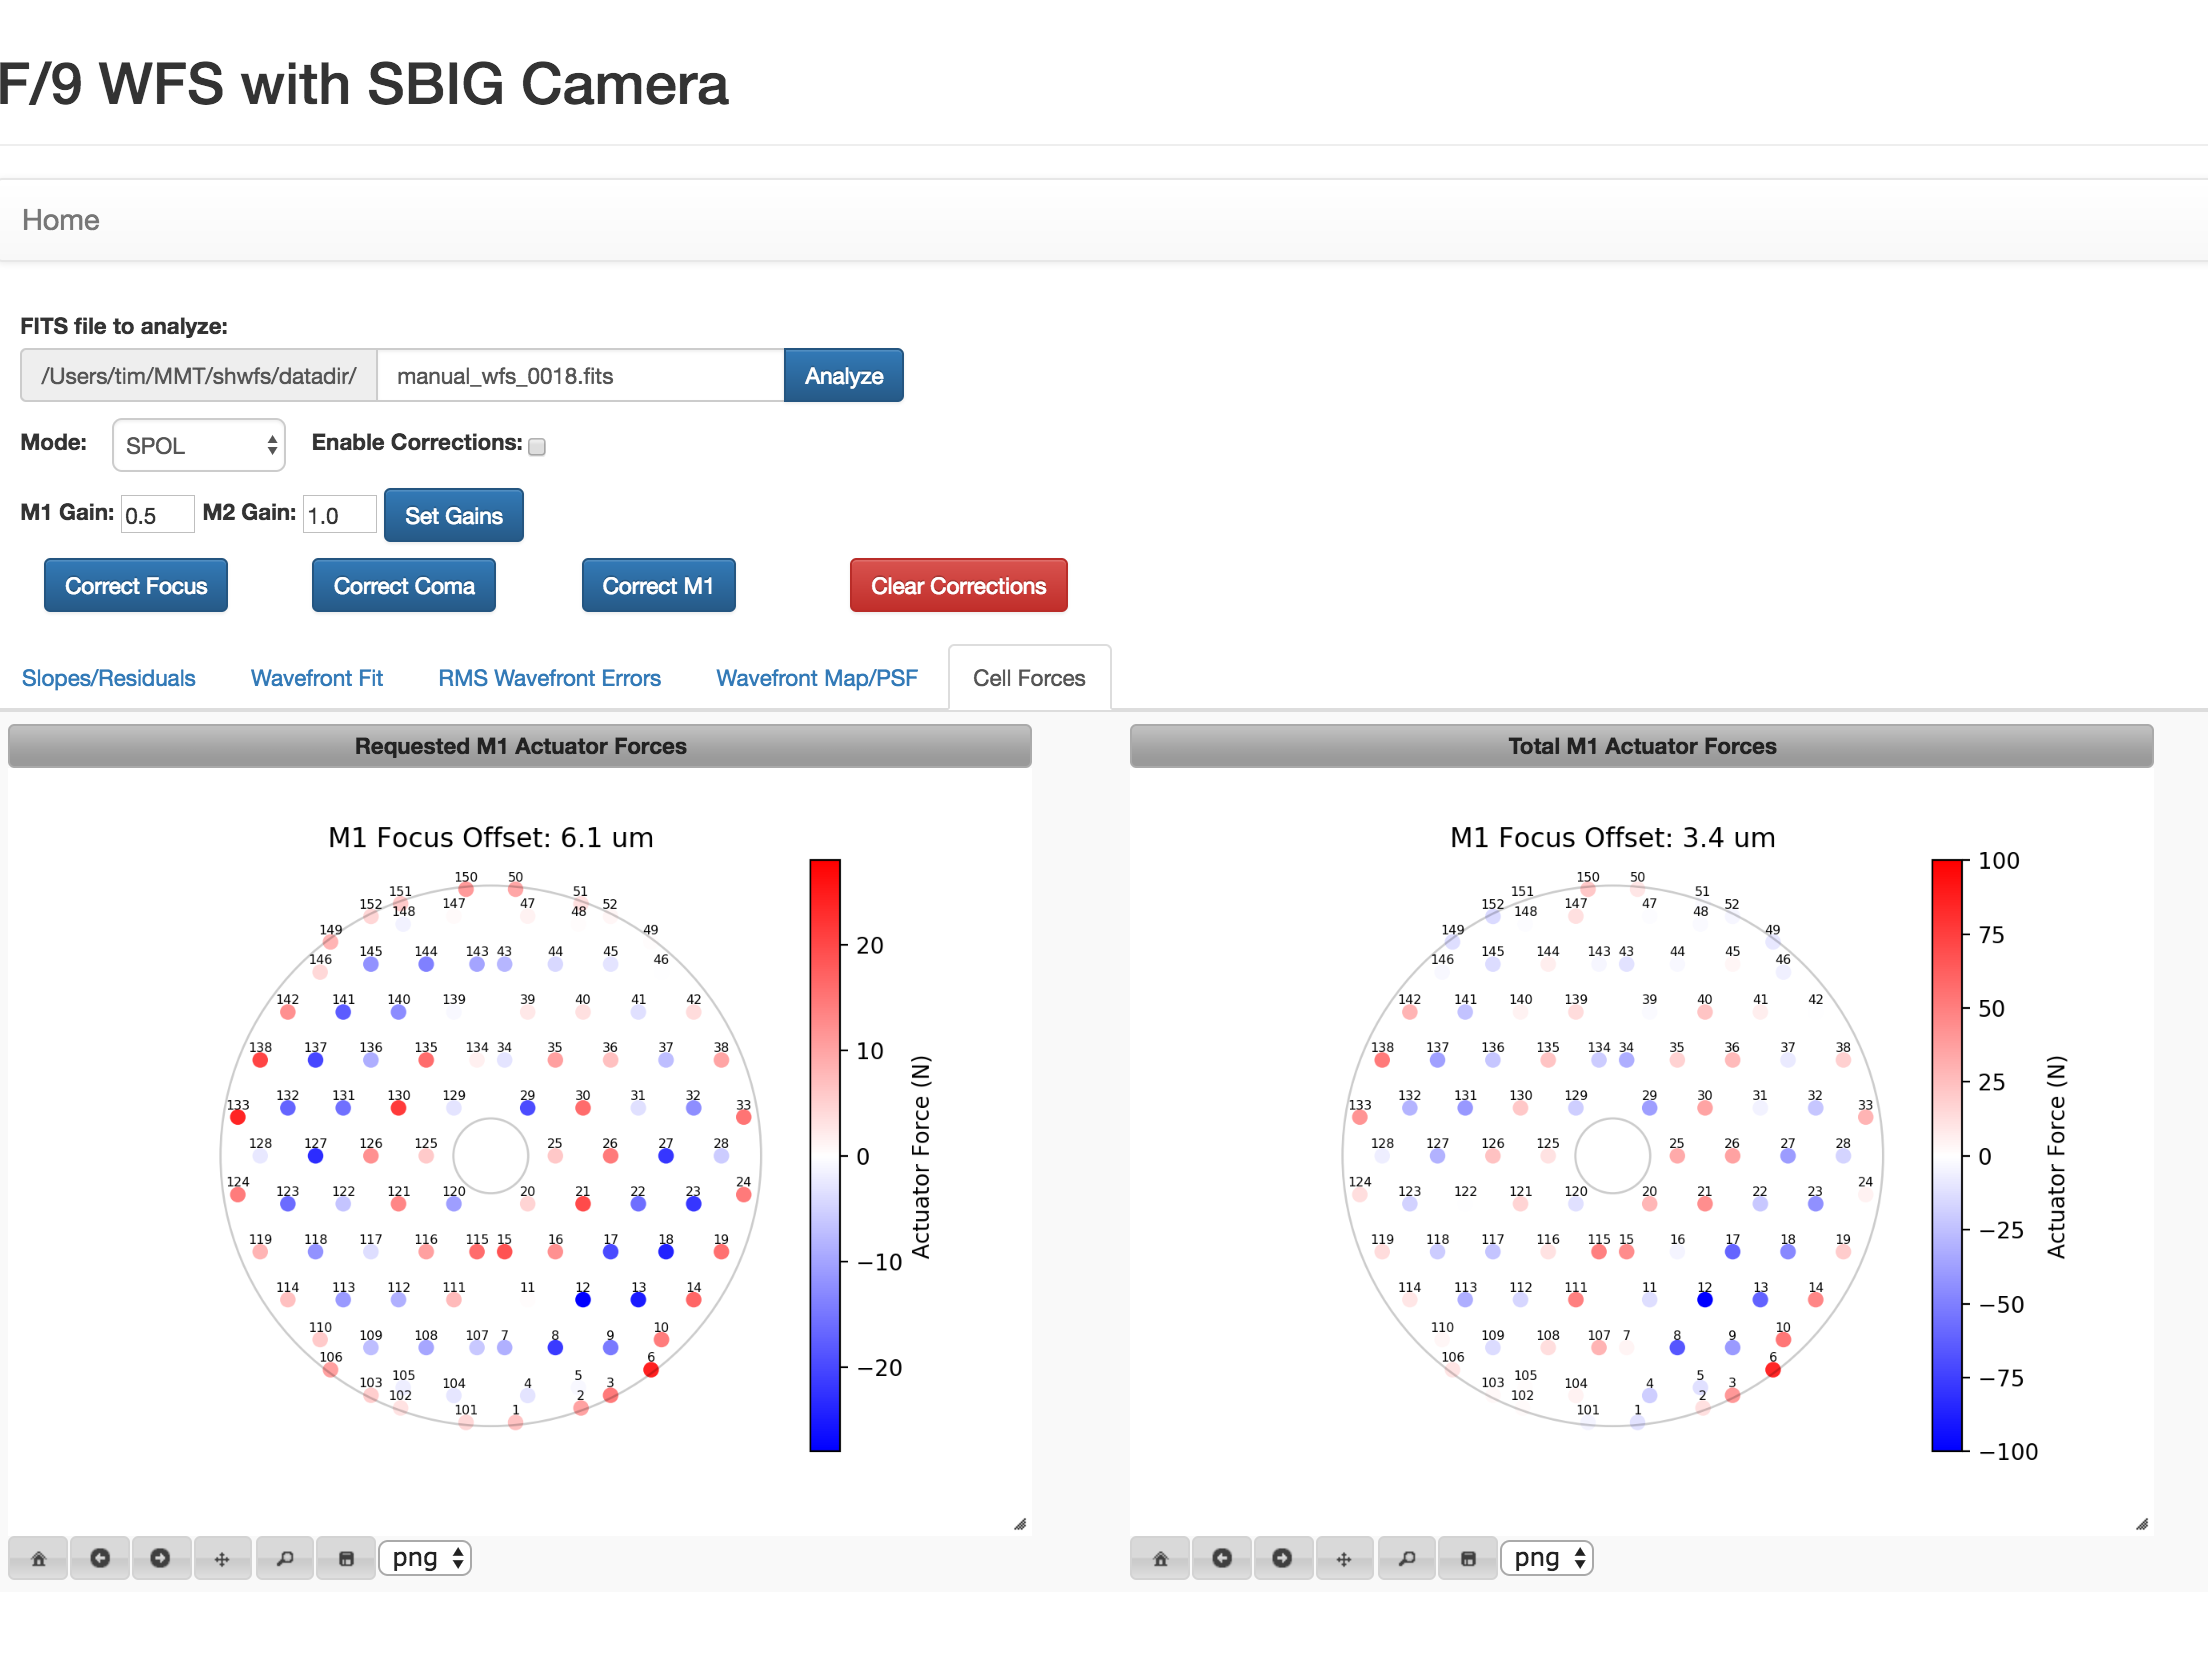 F/9 WFS with SBIG Camera
Home
FITS file to analyze:
/Users/tim/MMT/shwfs/datadir/ manual_wfs_0018.fits Analyze
Mode: SPOL Enable Corrections:
M1 Gain: 0.5 M2 Gain: 1.0 Set Gains
Correct Focus Correct Coma Correct M1 Clear Corrections
Slopes/Residuals Wavefront Fit RMS Wavefront Errors Wavefront Map/PSF Cell Forces
Requested M1 Actuator Forces
M1 Focus Offset: 6.1 um
150 50
151 51
152 148 147 47 48 52
149 49
146 145 144 143 43 44 45 46
142 141 140 139 39 40 41 42
138 137 136 135 134 34 35 36 37 38
133 132 131 130 129 29 30 31 32 33
128 127 126 125 25 26 27 28
124 123 122 121 120 20 21 22 23 24
119 118 117 116 115 15 16 17 18 19
114 113 112 111 11 12 13 14
110 109 108 107 7 8 9 10
106 6
103 105 104 4 5 3
102 2
101 1
20
10
0
−10
−20
Actuator Force (N)
png
Total M1 Actuator Forces
M1 Focus Offset: 3.4 um
150 50
151 51
152 148 147 47 48 52
149 49
146 145 144 143 43 44 45 46
142 141 140 139 39 40 41 42
138 137 136 135 134 34 35 36 37 38
133 132 131 130 129 29 30 31 32 33
128 127 126 125 25 26 27 28
124 123 122 121 120 20 21 22 23 24
119 118 117 116 115 15 16 17 18 19
114 113 112 111 11 12 13 14
110 109 108 107 7 8 9 10
106 6
103 105 104 4 5 3
102 2
101 1
100
75
50
25
0
−25
−50
−75
−100
Actuator Force (N)
png